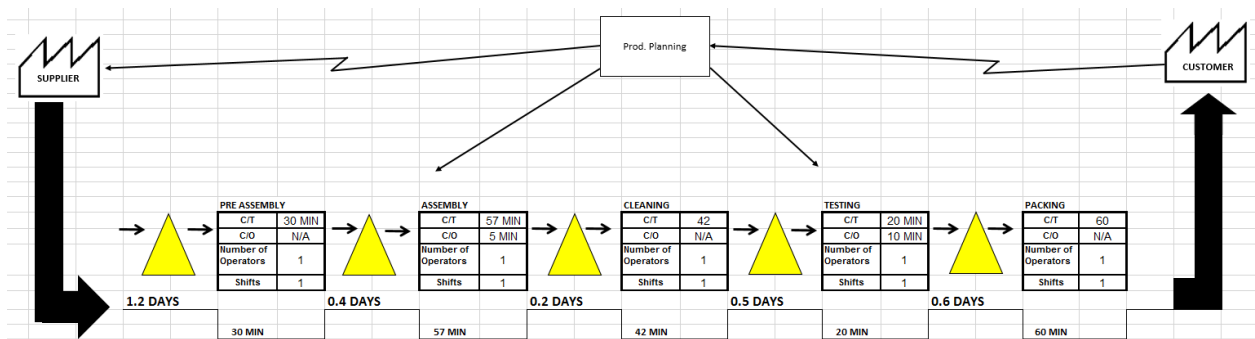 Prod. Planning
SUPPLIER
CUSTOMER
PRE ASSEMBLY
C/T 30 MIN
C/O N/A
Number of
Operators 1
Shifts 1
ASSEMBLY
C/T 57 MIN
C/O 5 MIN
Number of
Operators 1
Shifts 1
CLEANING
C/T 42
C/O N/A
Number of
Operators 1
Shifts 1
TESTING
C/T 20 MIN
C/O 10 MIN
Number of
Operators 1
Shifts 1
PACKING
C/T 60
C/O N/A
Number of
Operators 1
Shifts 1
1.2 DAYS
0.4 DAYS
0.2 DAYS
0.5 DAYS
0.6 DAYS
30 MIN
57 MIN
42 MIN
20 MIN
60 MIN